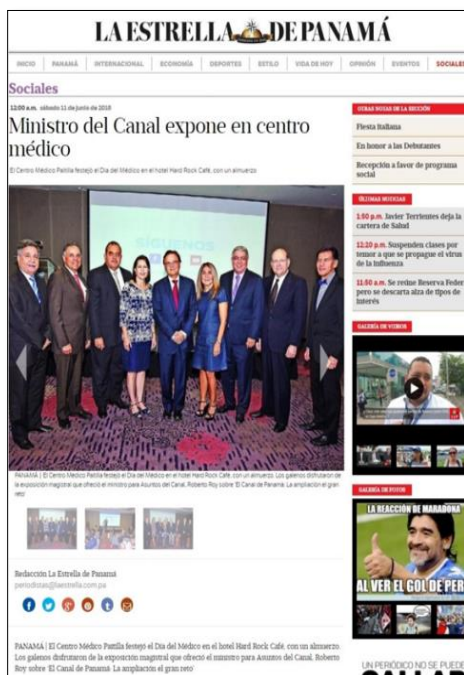 LA ESTRELLA DE PANAMÁ
INICIO PANAMÁ INTERNACIONAL ECONOMÍA DEPORTES ESTILO VIDA DE HOY OPINIÓN EVENTOS SOCIALES
Sociales
12:00 a.m. sábado 11 de junio de 2016
Ministro del Canal expone en centro
médico
El Centro Médico Paitilla festejó el Día del Médico en el hotel Hard Rock Café, con un almuerzo
SÍGUENOS
PANAMÁ | El Centro Médico Paitilla festejó el Día del Médico en el hotel Hard Rock Café, con un almuerzo. Los galenos disfrutaron de
la exposición magistral que ofreció el ministro para Asuntos del Canal, Roberto Roy sobre 'El Canal de Panamá: La ampliación el gran
reto'
Redacción La Estrella de Panamá
periodistas@laestrella.com.pa
PANAMÁ | El Centro Médico Paitilla festejó el Día del Médico en el hotel Hard Rock Café, con un almuerzo.
Los galenos disfrutaron de la exposición magistral que ofreció el ministro para Asuntos del Canal, Roberto
Roy sobre 'El Canal de Panamá: La ampliación el gran reto'
OTRAS NOTAS DE LA SECCIÓN
Fiesta italiana
En honor a las Debutantes
Recepción a favor de programa
social
ÚLTIMAS NOTICIAS
1:00 p.m. Javier Terrientes deja la
cartera de Salud
12:20 p.m. Suspenden clases por
temor a que se propague el virus
de la influenza
11:50 a.m. Se reúne Reserva Feder
pero se descarta alza de tipos de
interés
GALERÍA DE VIDEOS
GALERÍA DE FOTOS
LA REACCIÓN DE MARADONA
AL VER EL GOL DE PER
UN PERIÓDICO NO SE PUEDE
CALLAR